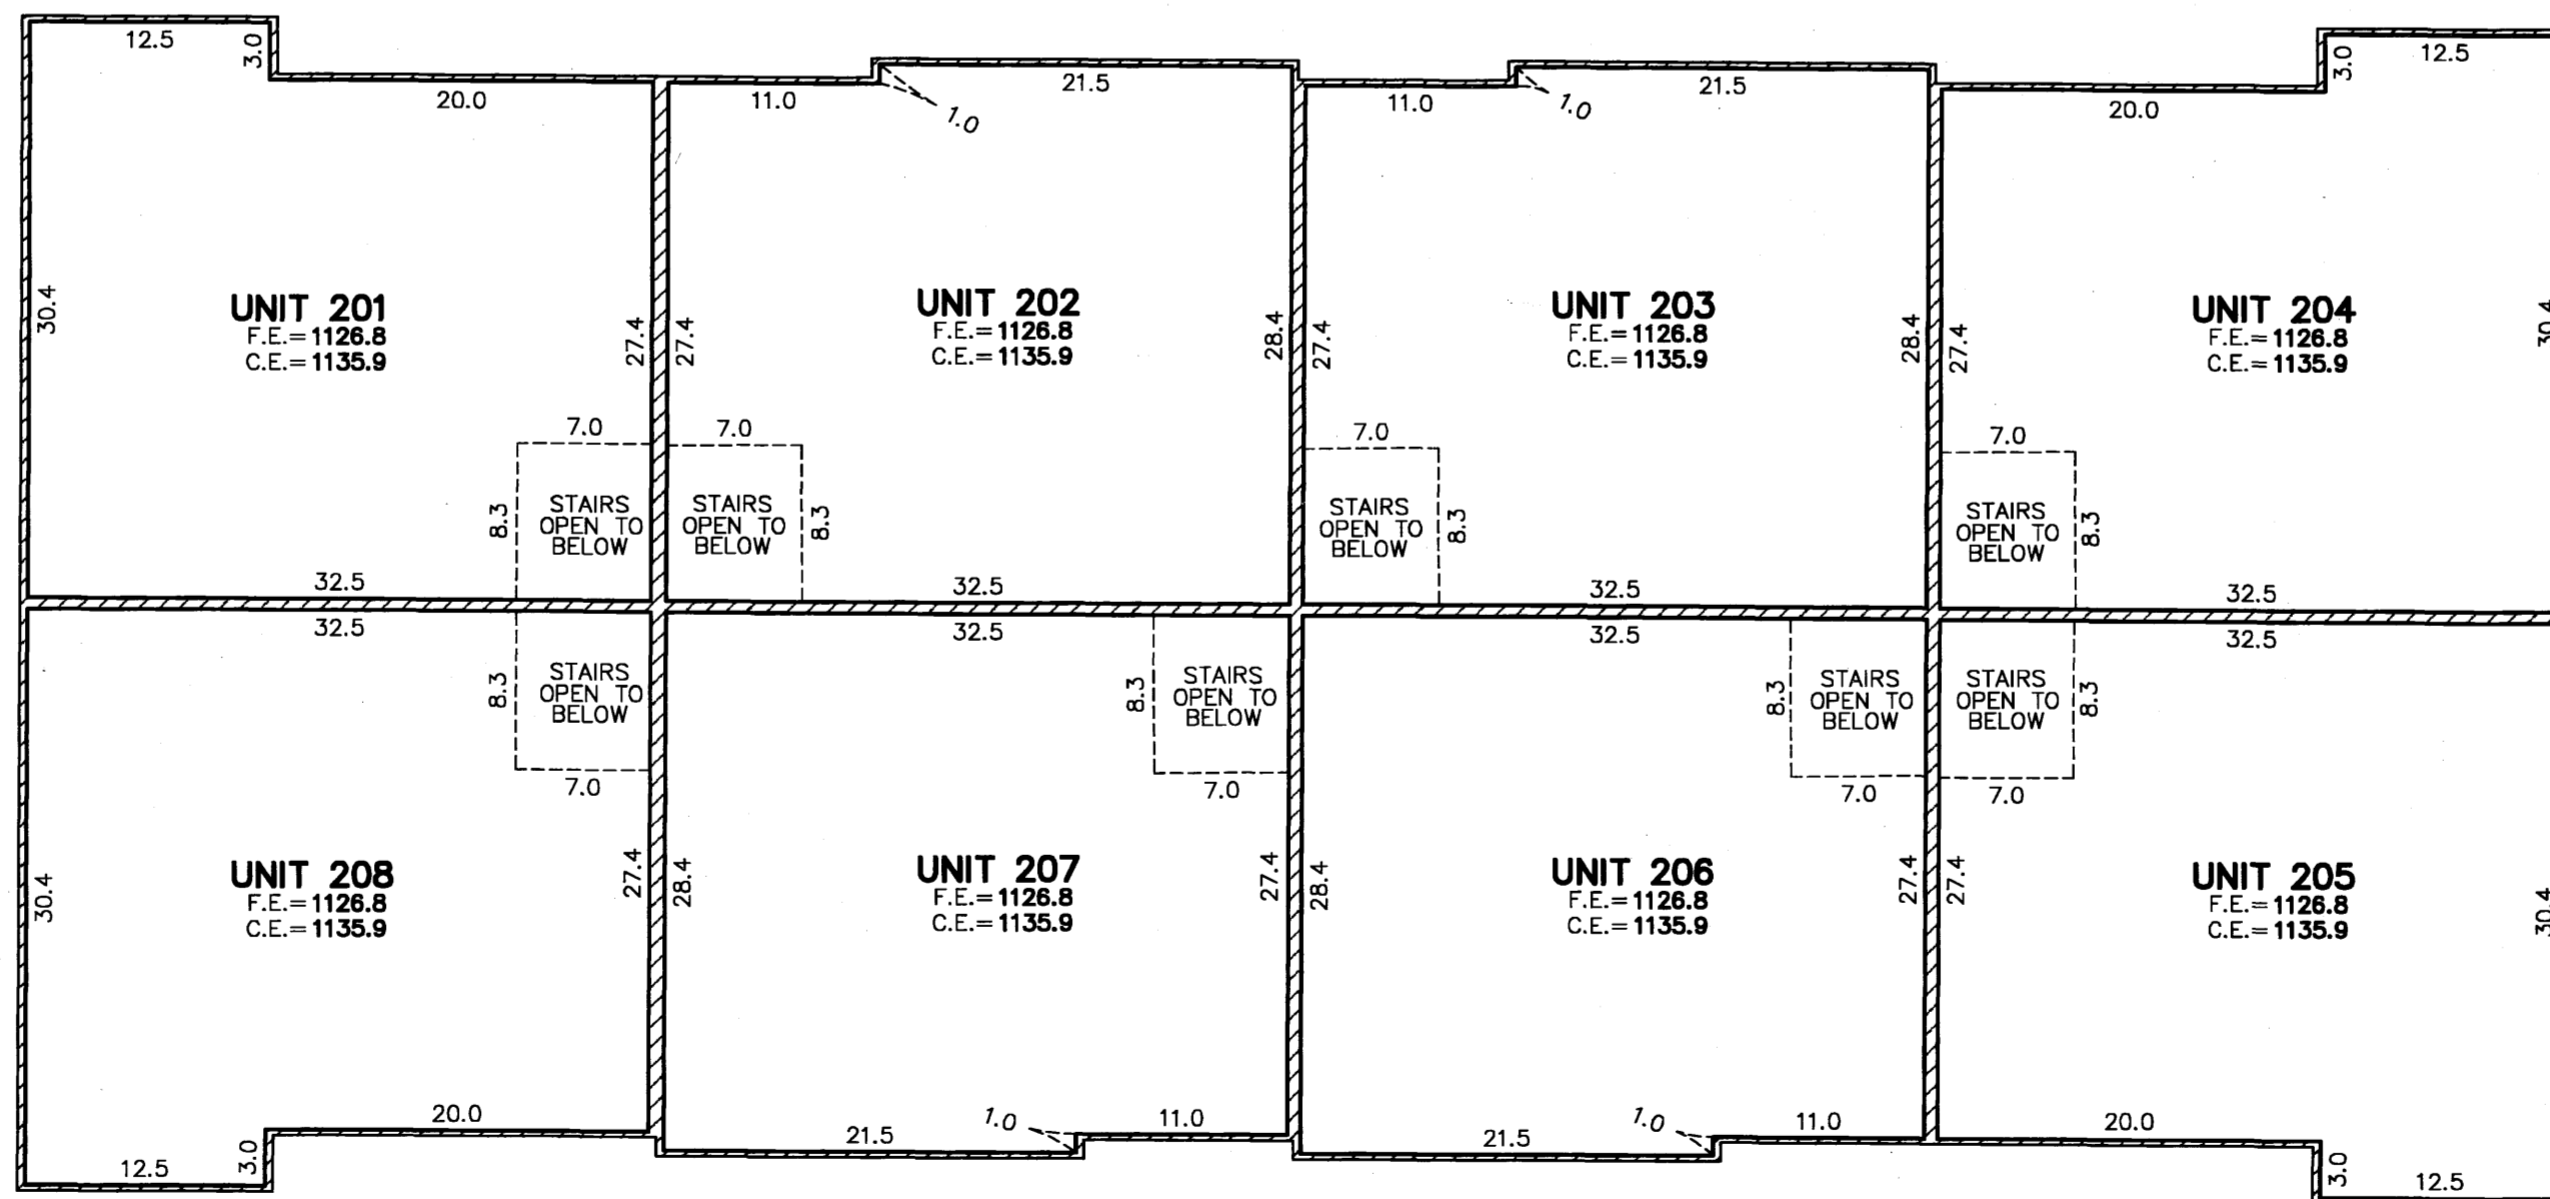 12.5
3.0
20.0
11.0
1.0
21.5
11.0
1.0
21.5
20.0
3.0
12.5
30.4
UNIT 201
F.E.= 1126.8
C.E.= 1135.9
27.4
27.4
UNIT 202
F.E.= 1126.8
C.E.= 1135.9
28.4
27.4
UNIT 203
F.E.= 1126.8
C.E.= 1135.9
28.4
27.4
UNIT 204
F.E.= 1126.8
C.E.= 1135.9
30.4
7.0
8.3
STAIRS
OPEN TO
BELOW
7.0
STAIRS
OPEN TO
BELOW
8.3
7.0
STAIRS
OPEN TO
BELOW
8.3
7.0
STAIRS
OPEN TO
BELOW
8.3
32.5
32.5
32.5
32.5
32.5
32.5
32.5
32.5
8.3
STAIRS
OPEN TO
BELOW
7.0
8.3
STAIRS
OPEN TO
BELOW
7.0
8.3
STAIRS
OPEN TO
BELOW
7.0
STAIRS
OPEN TO
BELOW
8.3
7.0
30.4
UNIT 208
F.E.= 1126.8
C.E.= 1135.9
27.4
28.4
UNIT 207
F.E.= 1126.8
C.E.= 1135.9
27.4
28.4
UNIT 206
F.E.= 1126.8
C.E.= 1135.9
27.4
27.4
UNIT 205
F.E.= 1126.8
C.E.= 1135.9
30.4
12.5
3.0
20.0
21.5
1.0
11.0
21.5
1.0
11.0
20.0
3.0
12.5